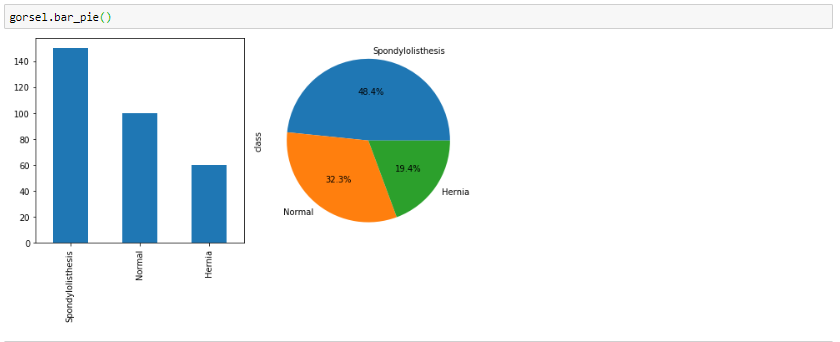 gorsel.bar_pie()
140
120
100
80
60
40
20
0
Spondylolisthesis
Normal
Hernia
class
Spondylolisthesis
48.4%
32.3%
19.4%
Hernia
Normal